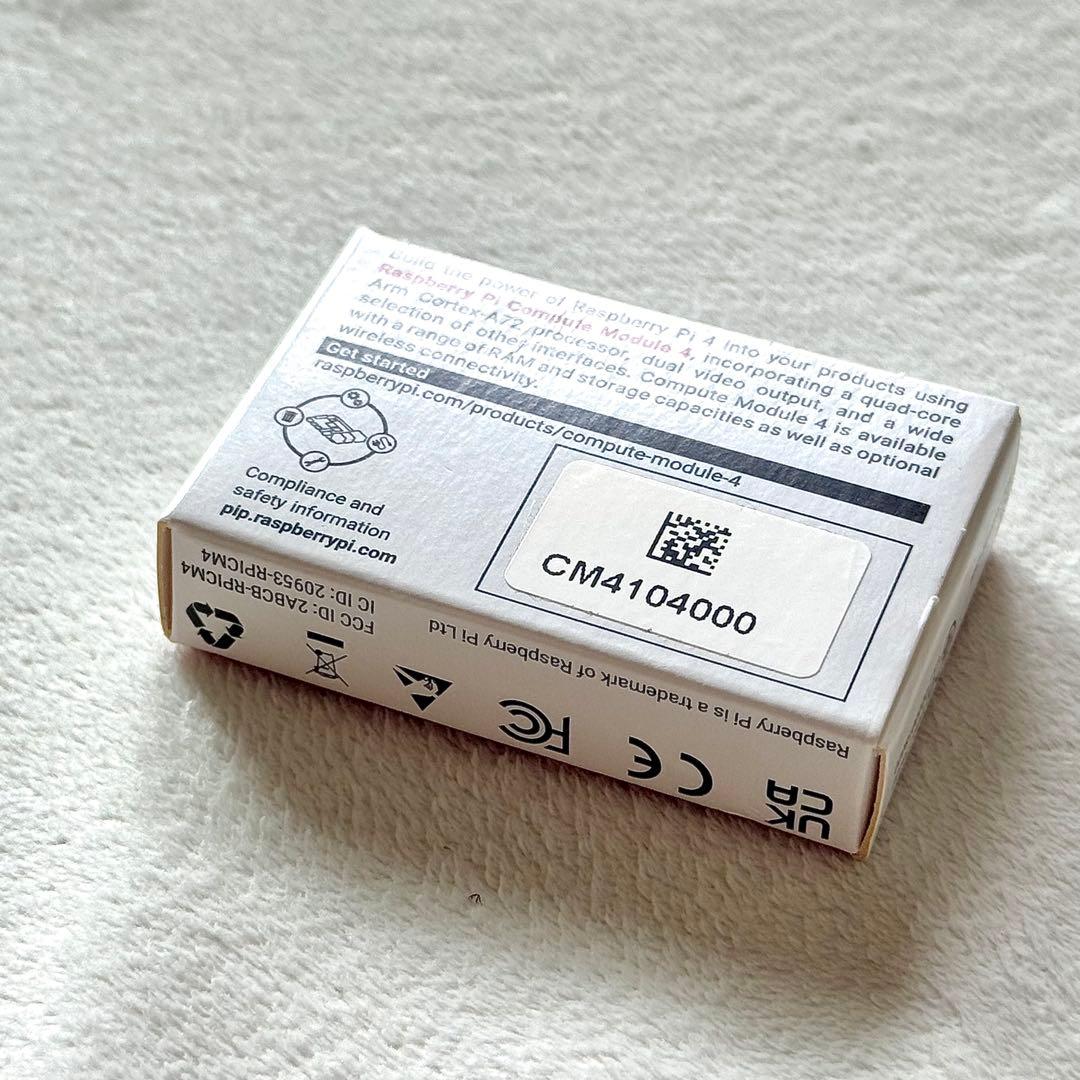 Build the power of Raspberry Pi 4 into your products using
Raspberry Pi Compute Module 4, incorporating a quad-core
Arm Cortex-A72 processor, dual video output, and a wide
selection of other interfaces. Compute Module 4 is available
with a range of RAM and storage capacities as well as optional
wireless connectivity.
Get started
raspberrypi.com/products/compute-module-4
Compliance and
safety information
pip.raspberrypi.com
CM4104000
FCC ID: 2ABCB-RPICM4
IC ID: 20953-RPICM4
Raspberry Pi is a trademark of Raspberry Pi Ltd
FC
CE
UK
CA